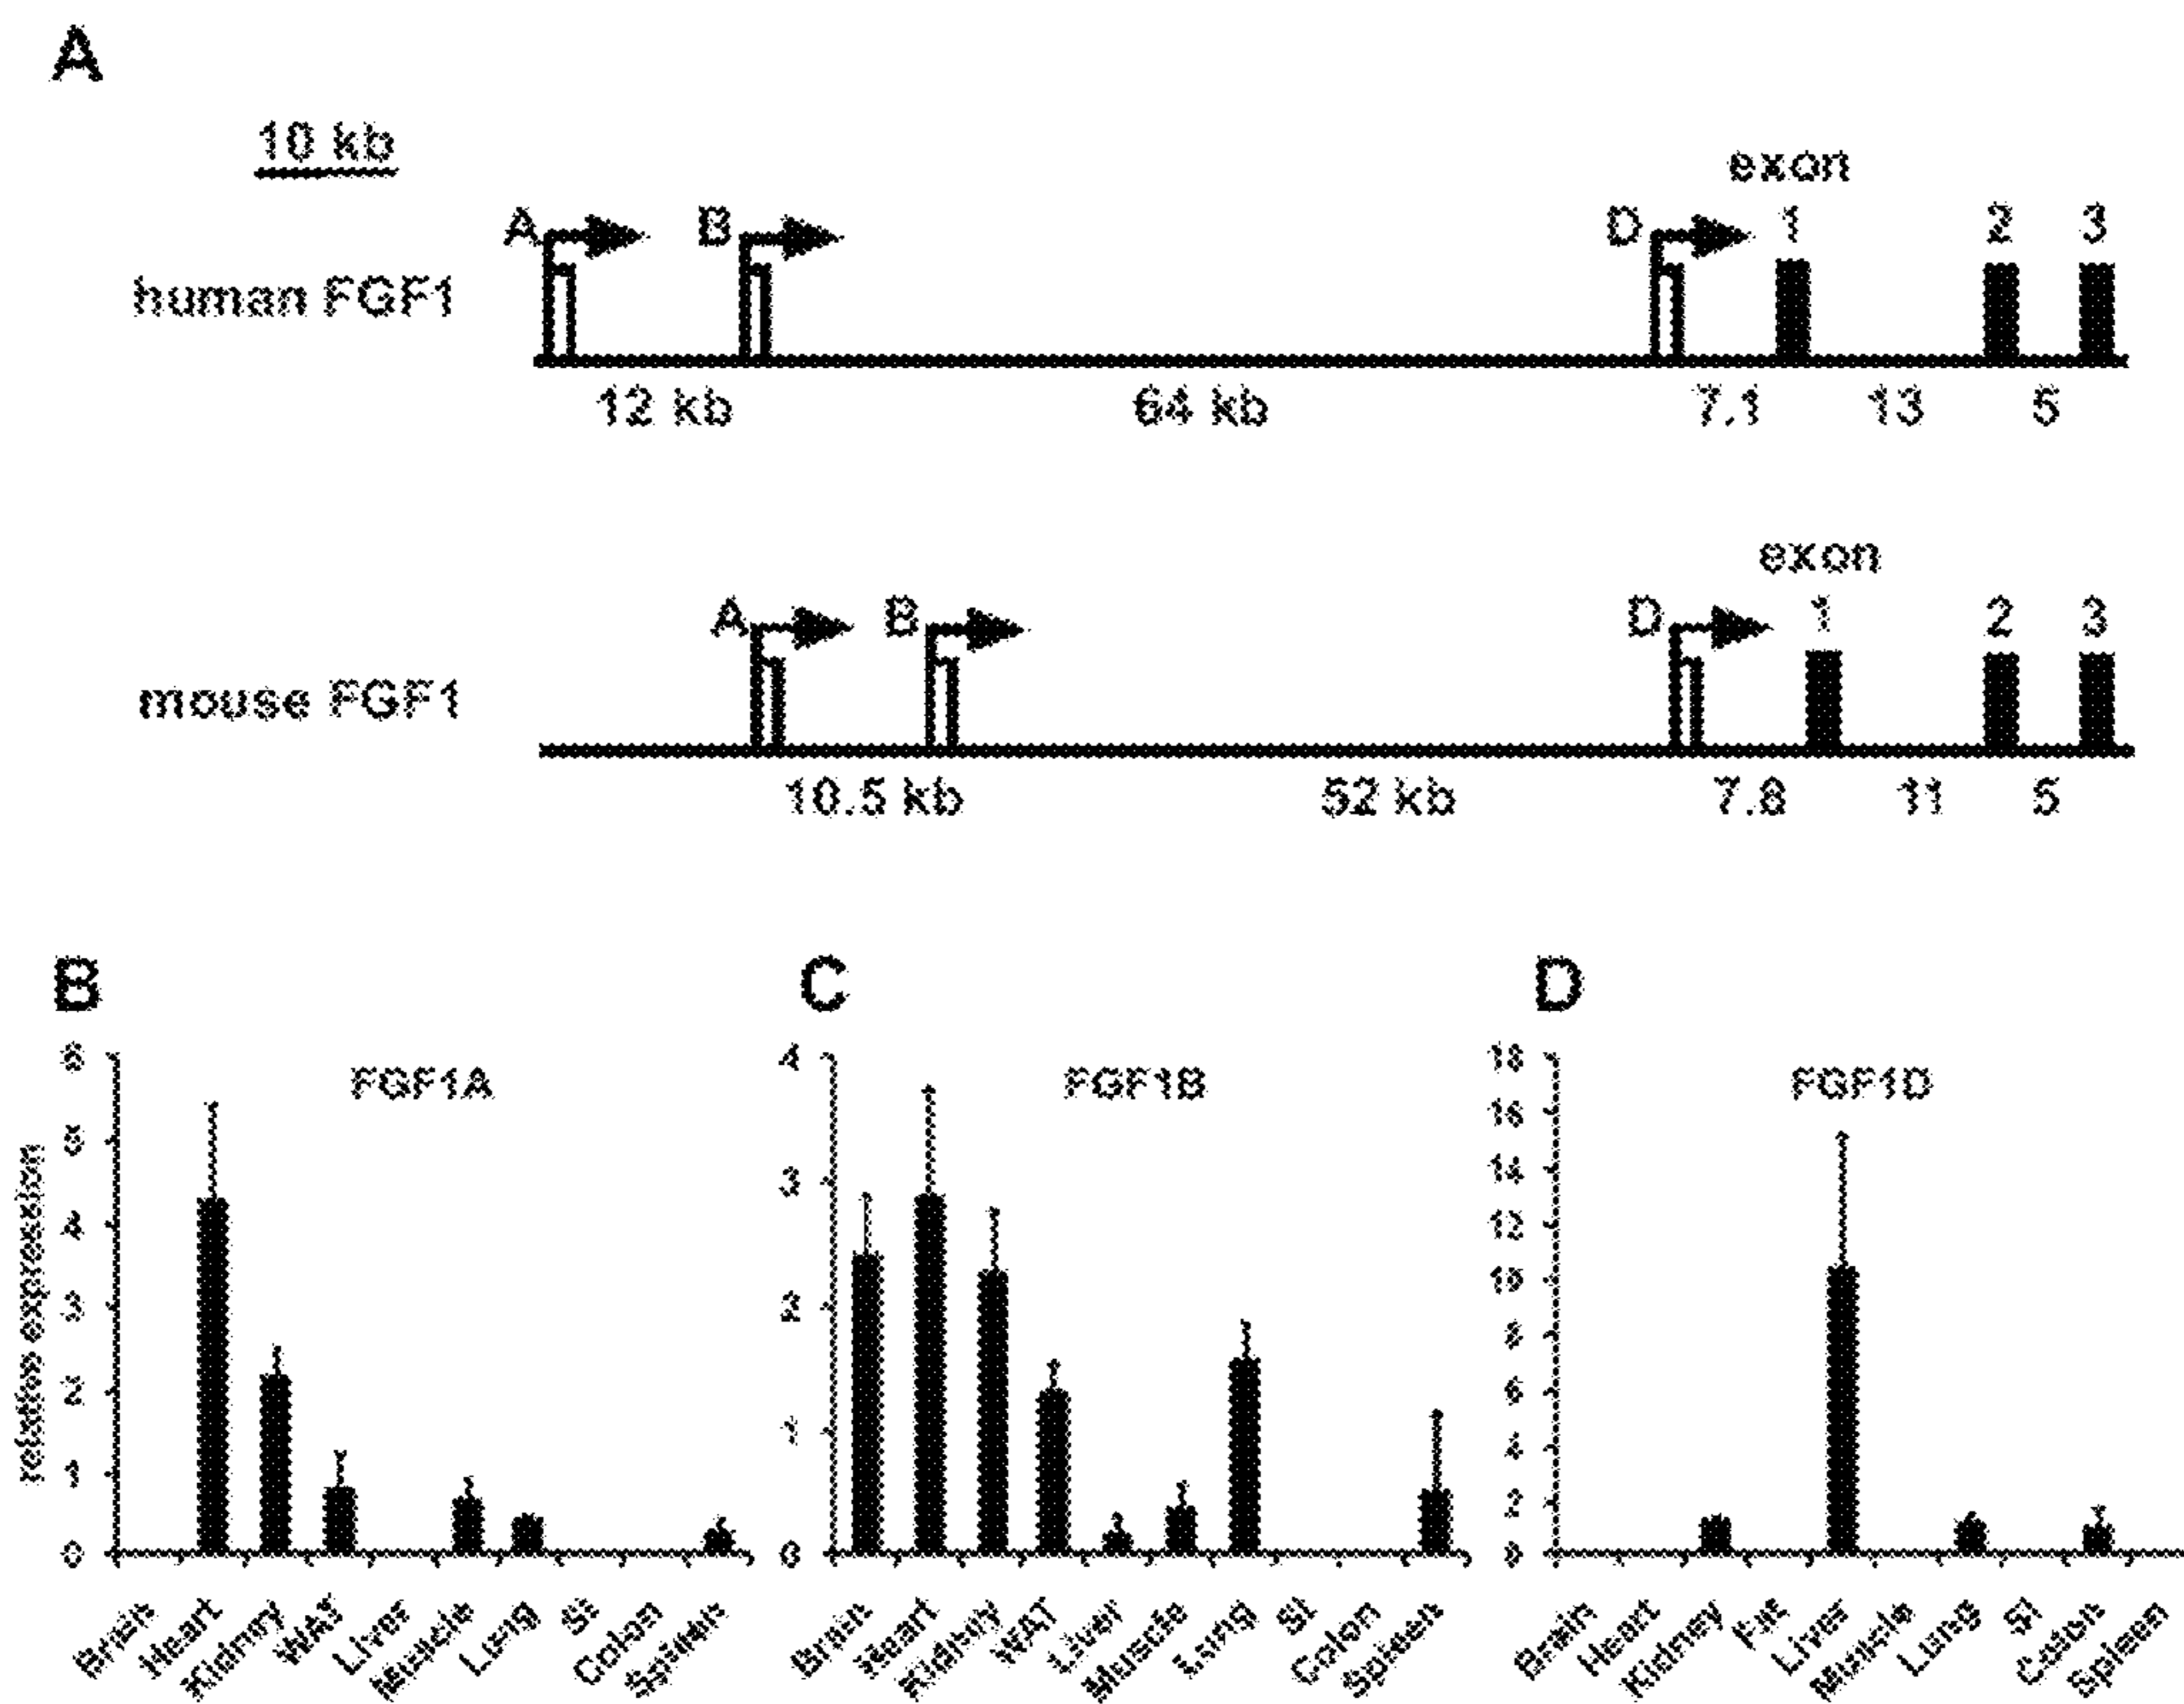 A
10 kb
exon
A B D 1 2 3
human FGF1
12 kb 64 kb 7.1 13 5
exon
A B D 1 2 3
mouse FGF1
10.5 kb 52 kb 7.8 11 5
B
FGF1A
relative expression
6
5
4
3
2
1
0
Brain Heart Kidney WAT Liver Muscle Lung SI Colon Spleen
C
FGF1B
4
3
2
1
0
Brain Heart Kidney WAT Liver Muscle Lung SI Colon Spleen
D
FGF1D
18
16
14
12
10
8
6
4
2
0
Brain Heart Kidney Fat Liver Muscle Lung SI Colon Spleen